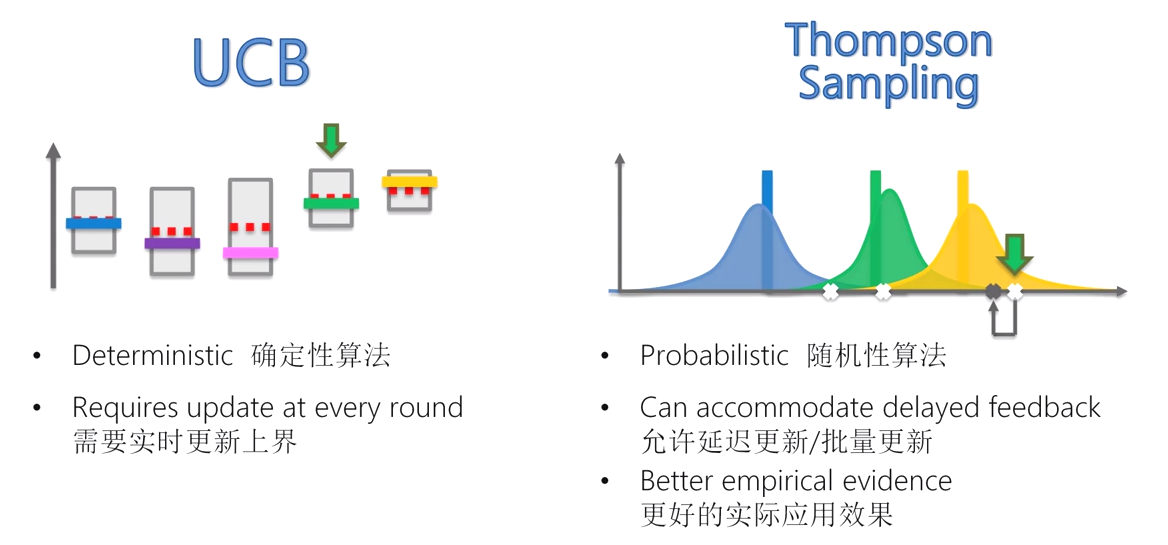 UCB
• Deterministic 确定性算法
• Requires update at every round
需要实时更新上界
Thompson
Sampling
• Probabilistic 随机性算法
• Can accommodate delayed feedback
允许延迟更新/批量更新
• Better empirical evidence
更好的实际应用效果